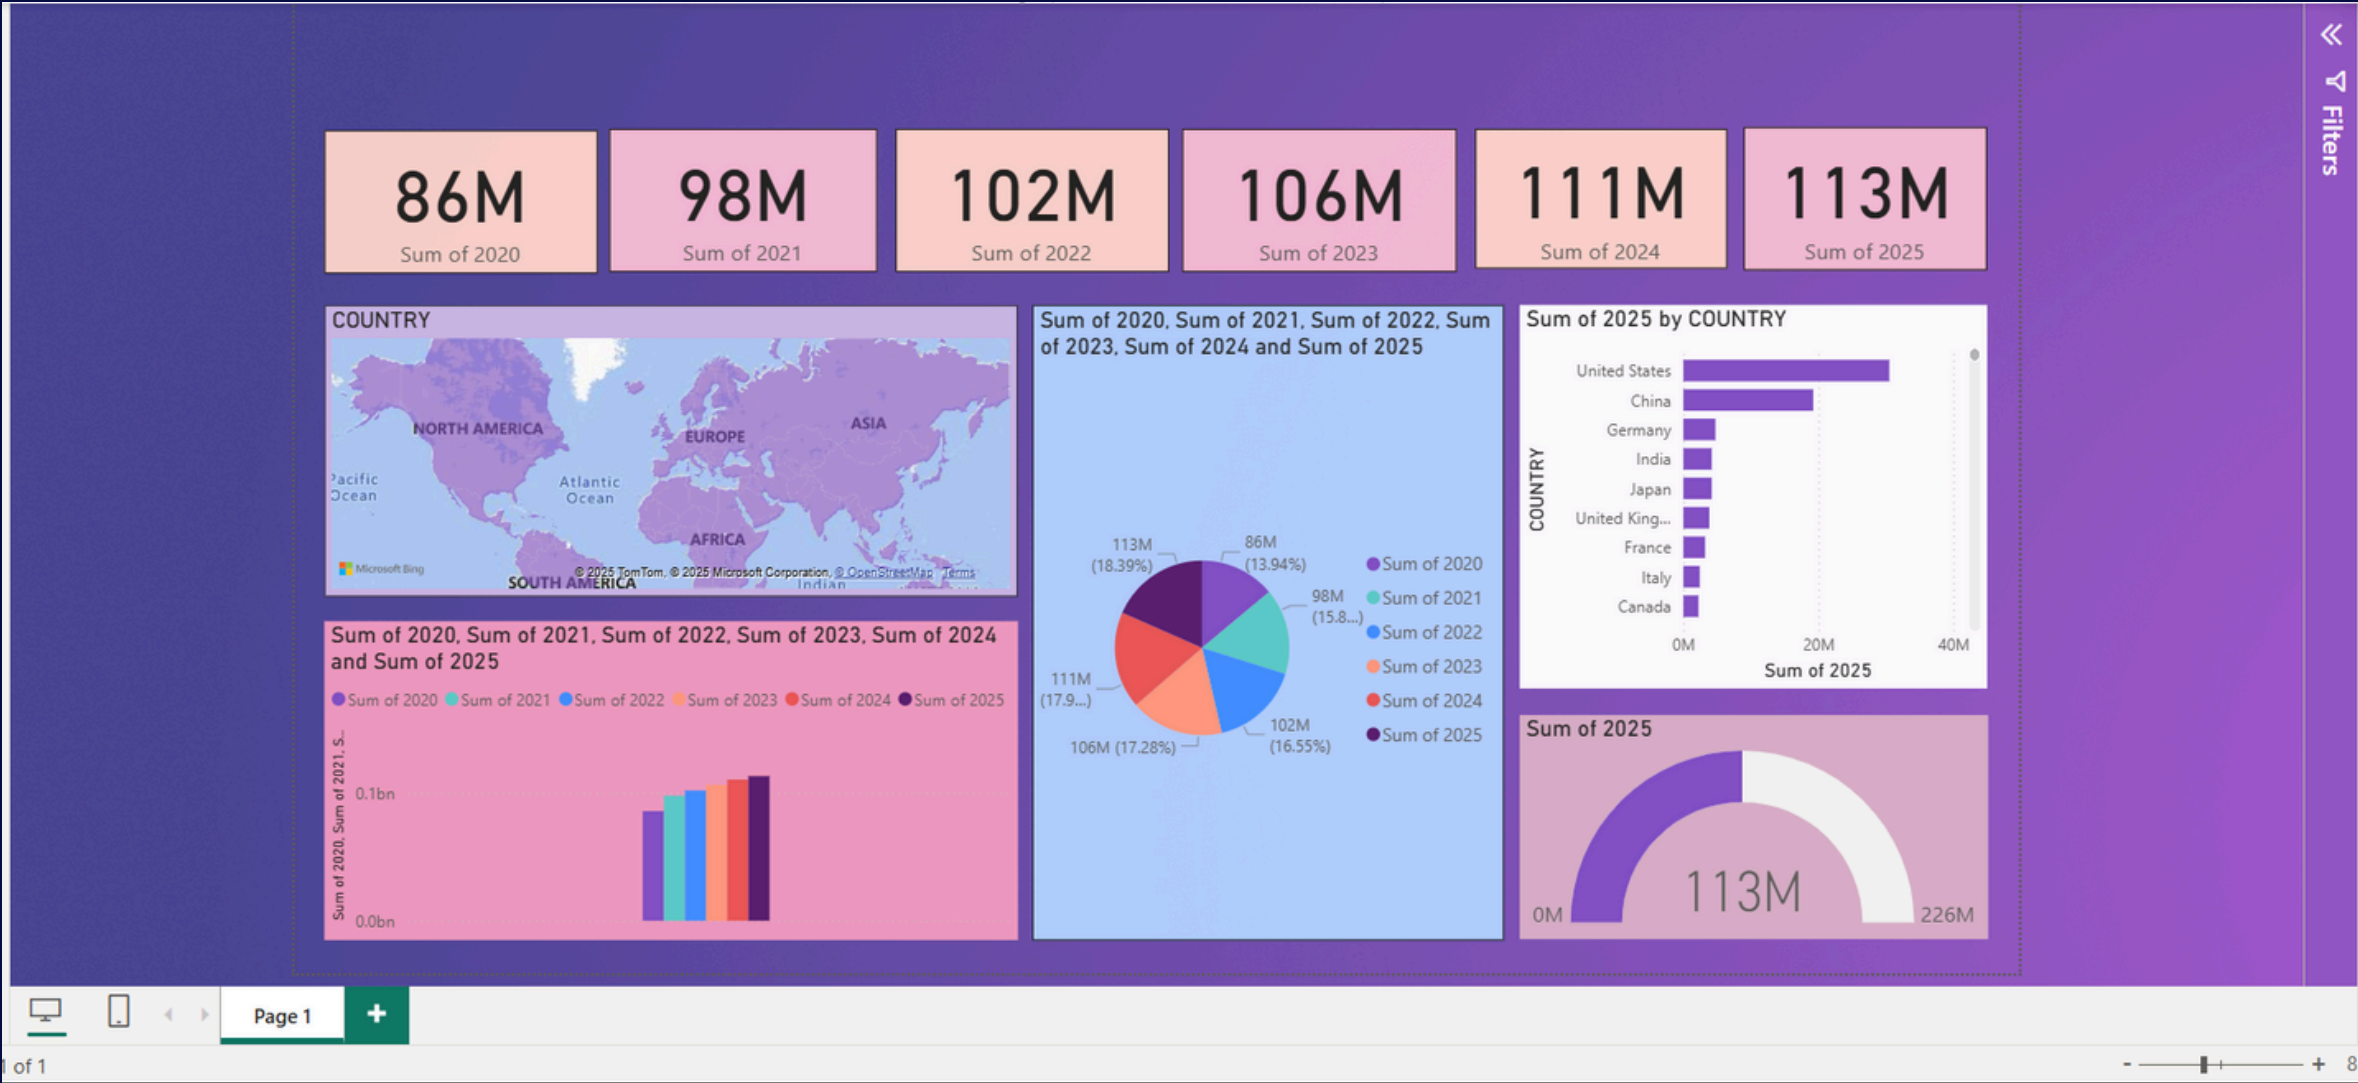 Filters
86M
Sum of 2020
98M
Sum of 2021
102M
Sum of 2022
106M
Sum of 2023
111M
Sum of 2024
113M
Sum of 2025
COUNTRY
NORTH AMERICA
EUROPE
ASIA
Pacific
Ocean
Atlantic
Ocean
AFRICA
Microsoft Bing
© 2025 TomTom, © 2025 Microsoft Corporation, © OpenStreetMap Terms
SOUTH AMERICA
Indian
Sum of 2020, Sum of 2021, Sum of 2022, Sum of 2023, Sum of 2024
and Sum of 2025
Sum of 2020 Sum of 2021 Sum of 2022 Sum of 2023 Sum of 2024 Sum of 2025
Sum of 2020, Sum of 2021, S...
0.1bn
0.0bn
Sum of 2020, Sum of 2021, Sum of 2022, Sum
of 2023, Sum of 2024 and Sum of 2025
113M
(18.39%)
86M
(13.94%)
98M
(15.8...)
111M
(17.9...)
102M
(16.55%)
106M (17.28%)
Sum of 2020
Sum of 2021
Sum of 2022
Sum of 2023
Sum of 2024
Sum of 2025
Sum of 2025 by COUNTRY
COUNTRY
United States
China
Germany
India
Japan
United King...
France
Italy
Canada
0M
20M
40M
Sum of 2025
Sum of 2025
113M
0M
226M
Page 1
+
1 of 1
- + 8